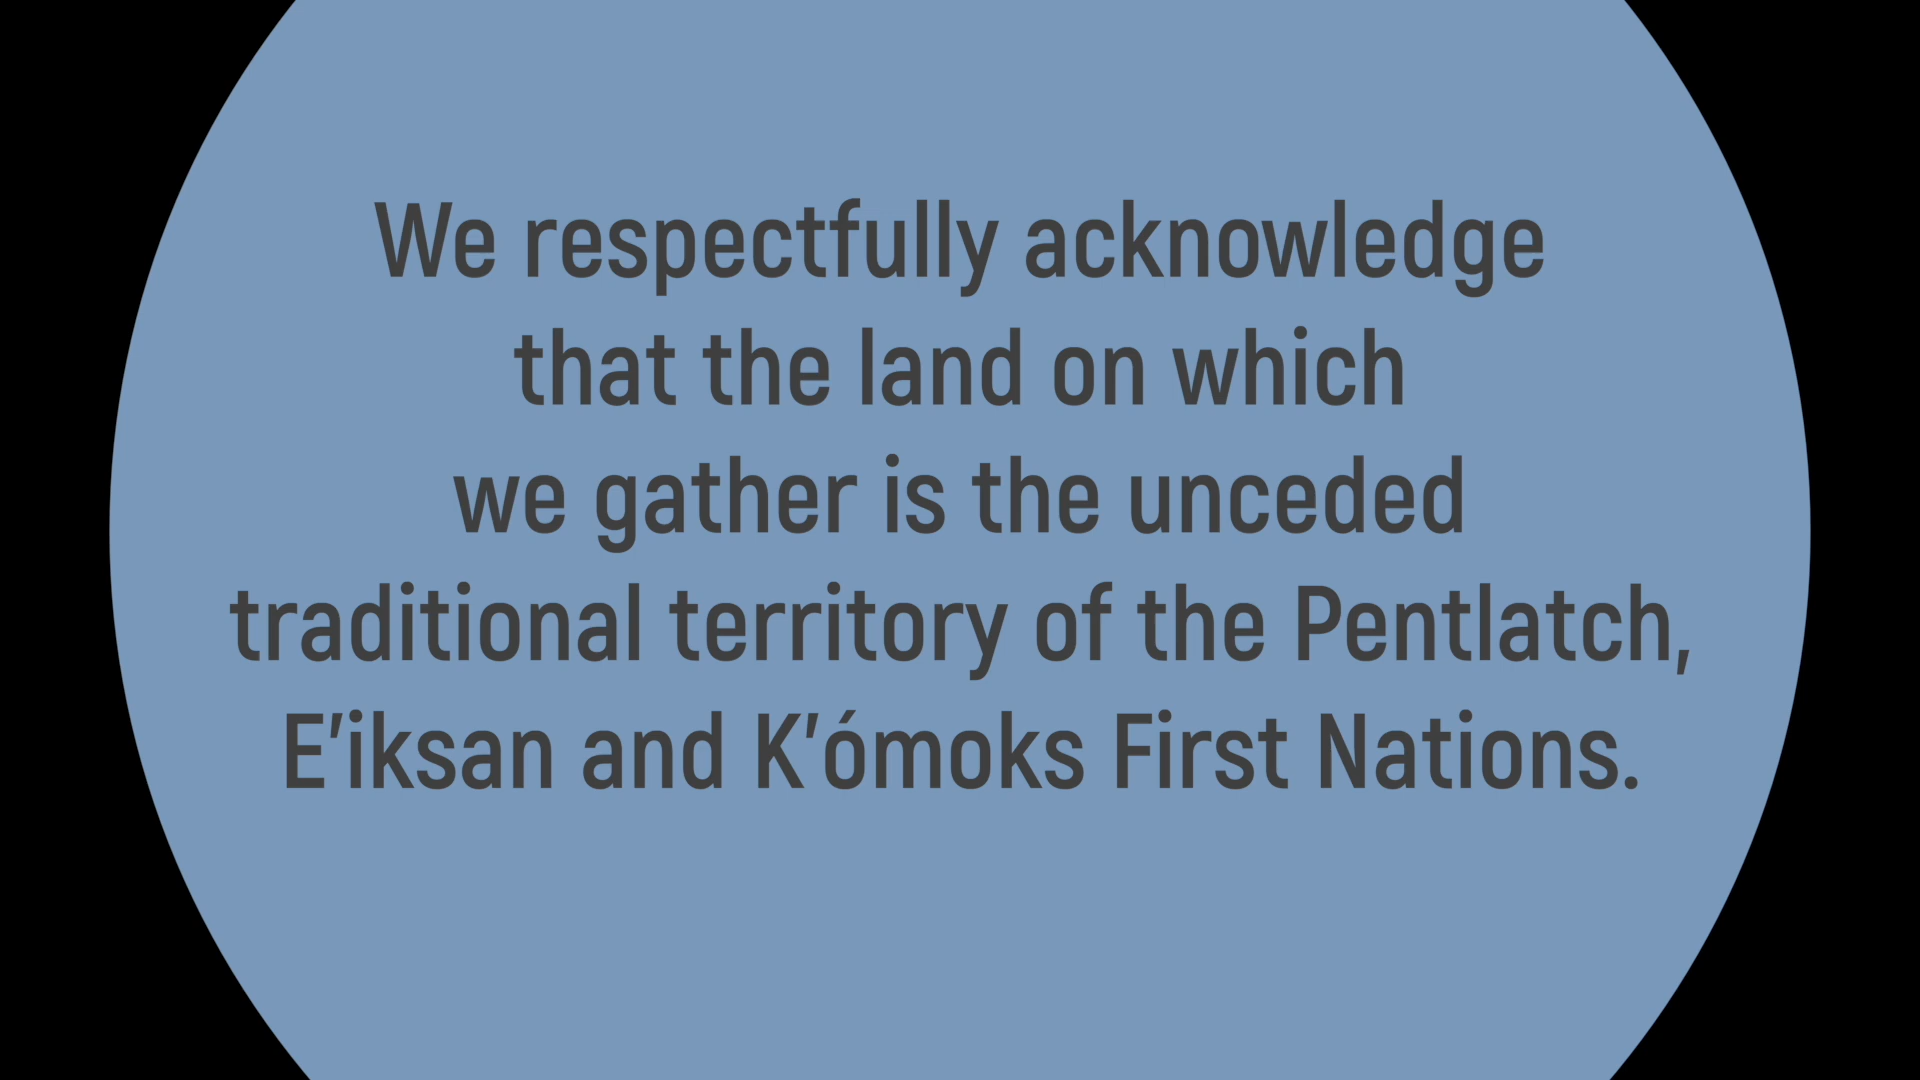 We respectfully acknowledge
that the land on which
we gather is the unceded
traditional territory of the Pentlatch,
E'iksan and K'ómoks First Nations.